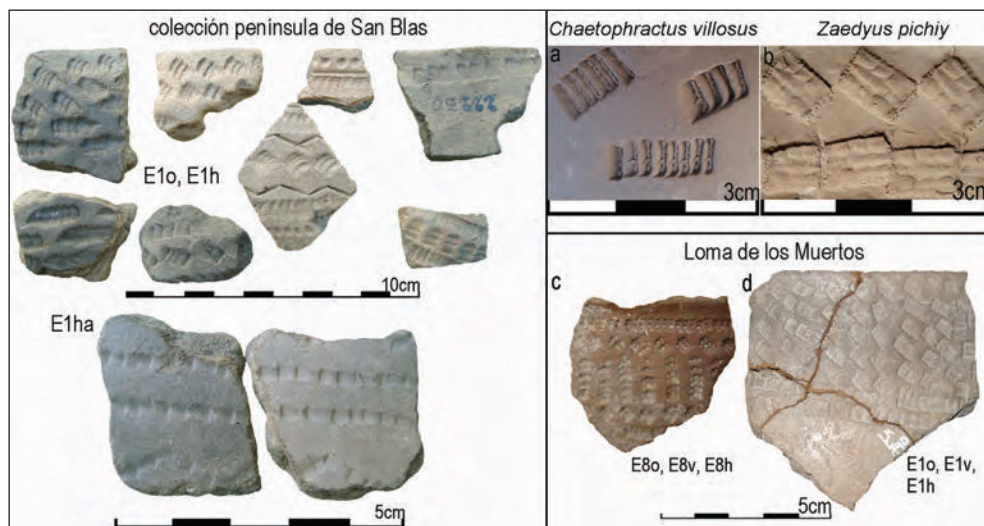 colección península de San Blas
22230
E1o, E1h
10cm
E1ha
5cm
Chaetophractus villosus
Zaedyus pichiy
a
b
3cm
3cm
Loma de los Muertos
c
d
E8o, E8v, E8h
E1o, E1v,
E1h
5cm